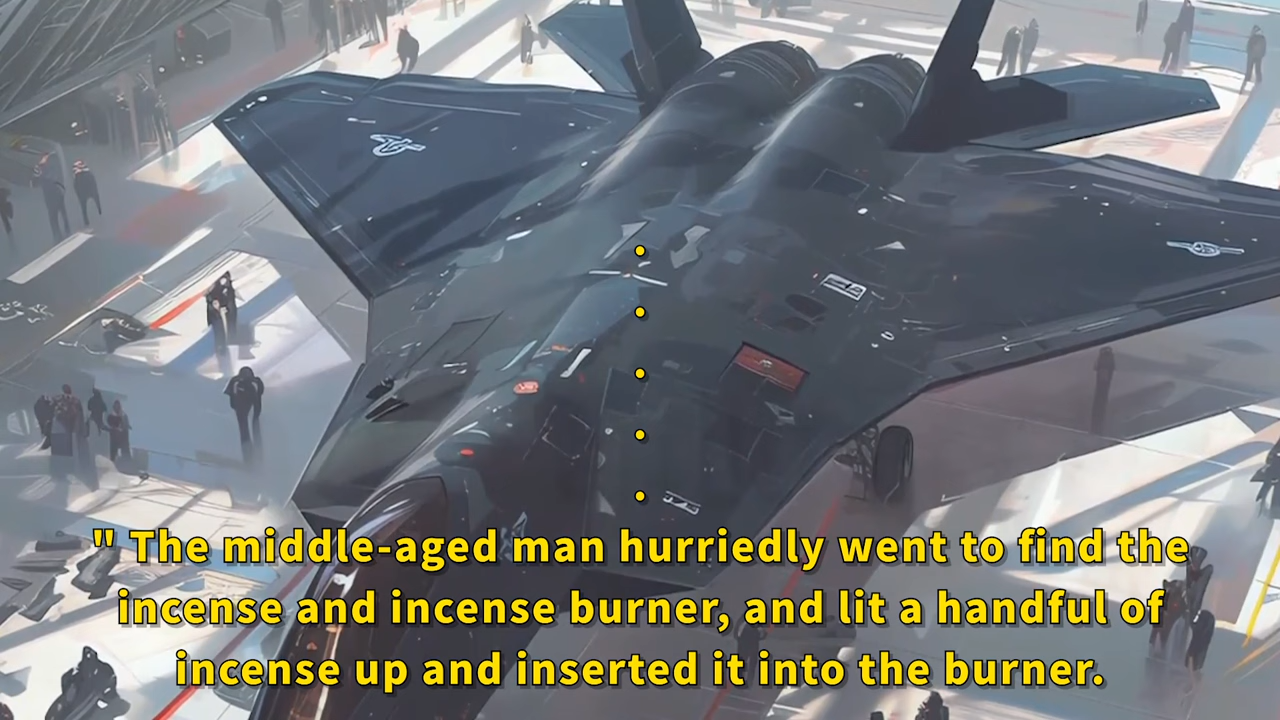 .
.
.
.
.
" The middle-aged man hurriedly went to find the
incense and incense burner, and lit a handful of
incense up and inserted it into the burner.